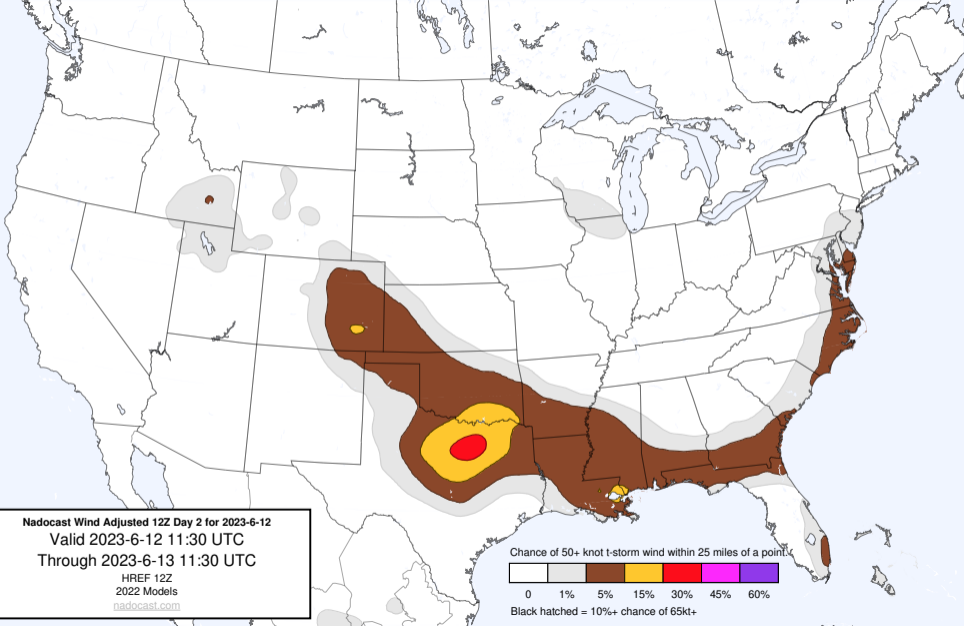 Nadocast Wind Adjusted 12Z Day 2 for 2023-6-12
Valid 2023-6-12 11:30 UTC
Through 2023-6-13 11:30 UTC
HREF 12Z
2022 Models
nadocast.com
Chance of 50+ knot t-storm wind within 25 miles of a point.
0 1% 5% 15% 30% 45% 60%
Black hatched = 10%+ chance of 65kt+